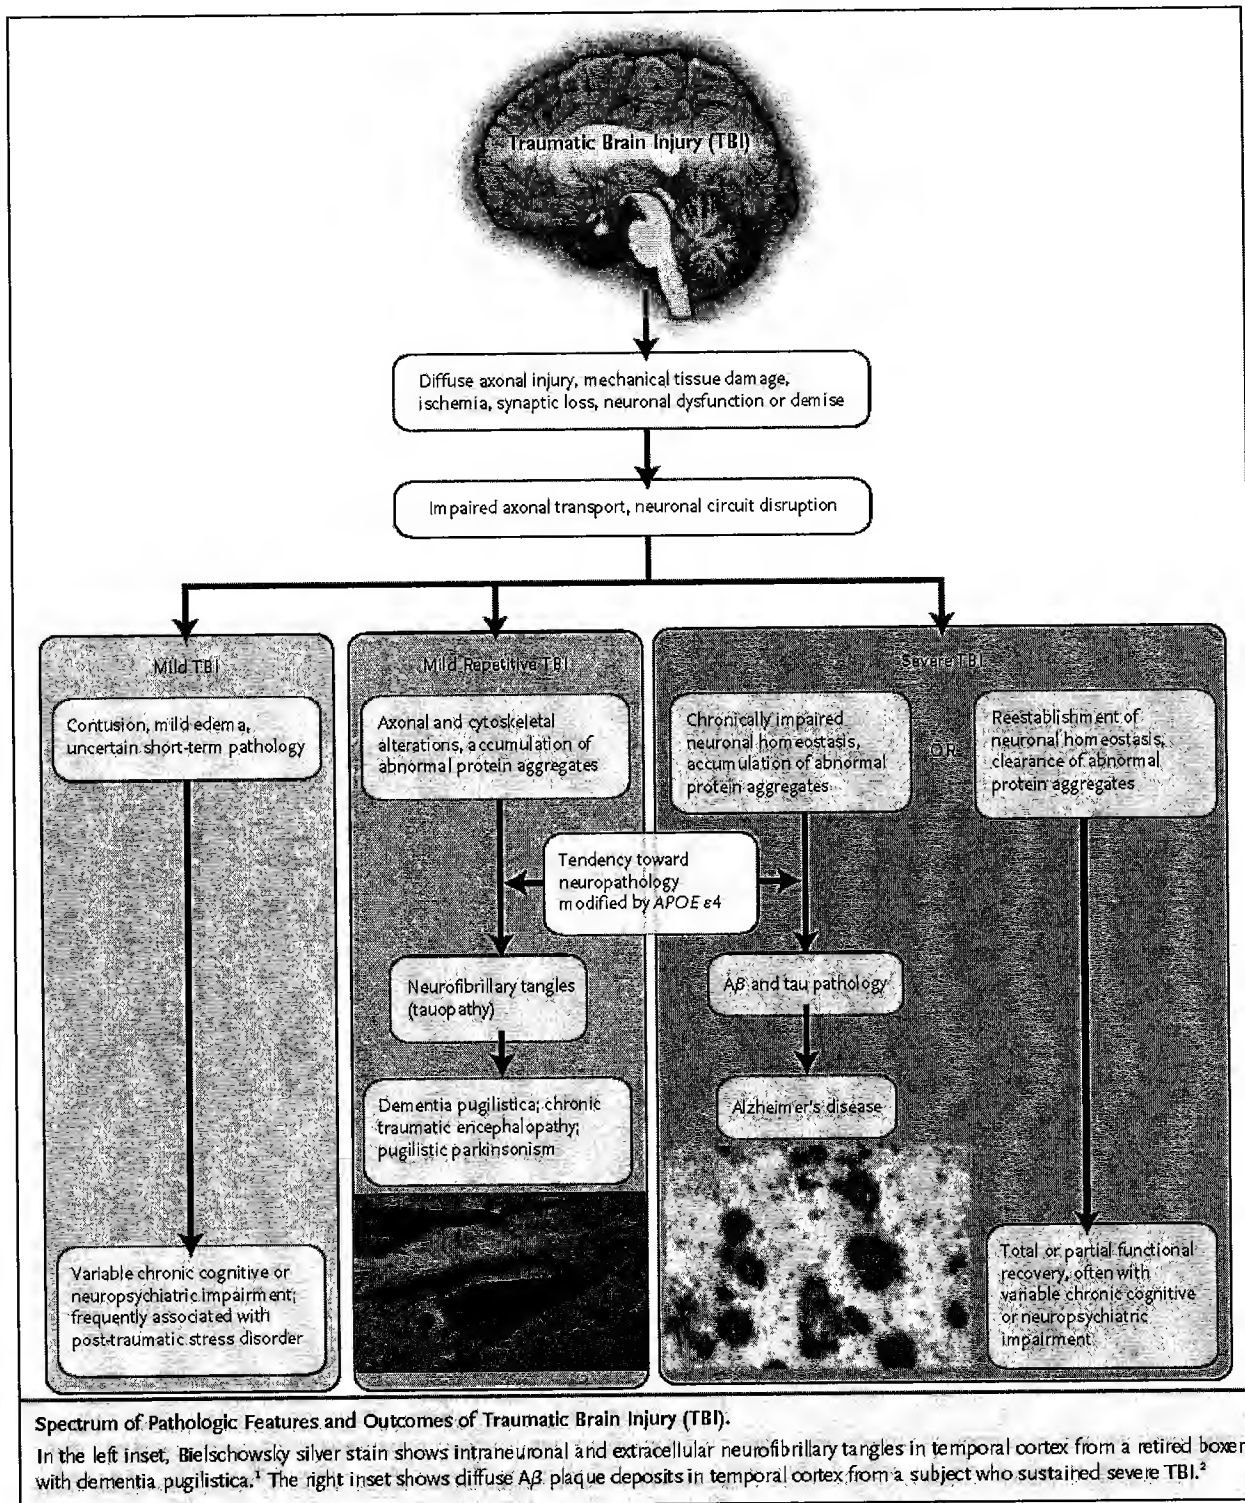 Traumatic Brain Injury (TBI)
Diffuse axonal injury, mechanical tissue damage,
ischemia, synaptic loss, neuronal dysfunction or demise
Impaired axonal transport, neuronal circuit disruption
Mild TBI
Contusion, mild edema,
uncertain short-term pathology
Variable chronic cognitive or
neuropsychiatric impairment;
frequently associated with
post-traumatic stress disorder
Mild Repetitive TBI
Axonal and cytoskeletal
alterations, accumulation of
abnormal protein aggregates
Tendency toward
neuropathology
modified by APOE ε4
Neurofibrillary tangles
(tauopathy)
Dementia pugilistica; chronic
traumatic encephalopathy;
pugilistic parkinsonism
Severe TBI
Chronically impaired
neuronal homeostasis,
accumulation of abnormal
protein aggregates
OR
Reestablishment of
neuronal homeostasis,
clearance of abnormal
protein aggregates
Aβ and tau pathology
Alzheimer's disease
Total or partial functional
recovery, often with
variable chronic cognitive
or neuropsychiatric
impairment
Spectrum of Pathologic Features and Outcomes of Traumatic Brain Injury (TBI).
In the left inset, Bielschowsky silver stain shows intraneuronal and extracellular neurofibrillary tangles in temporal cortex from a retired boxer
with dementia pugilistica.¹ The right inset shows diffuse Aβ plaque deposits in temporal cortex from a subject who sustained severe TBI.²